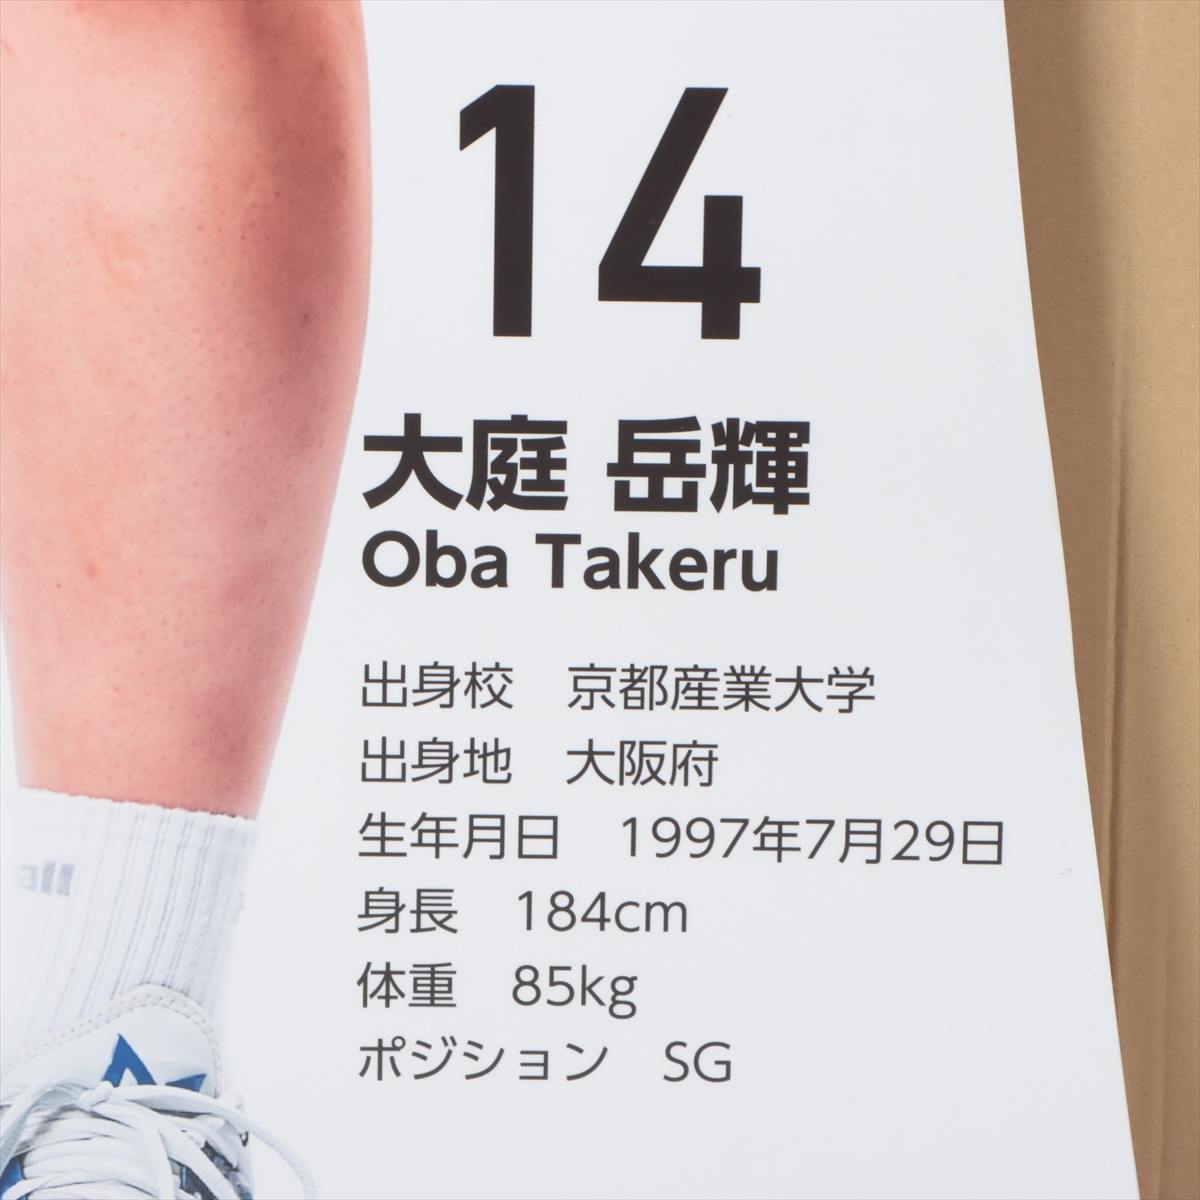 14
大庭 岳輝
Oba Takeru
出身校　京都産業大学
出身地　大阪府
生年月日　1997年7月29日
身長　184cm
体重　85kg
ポジション　SG
all